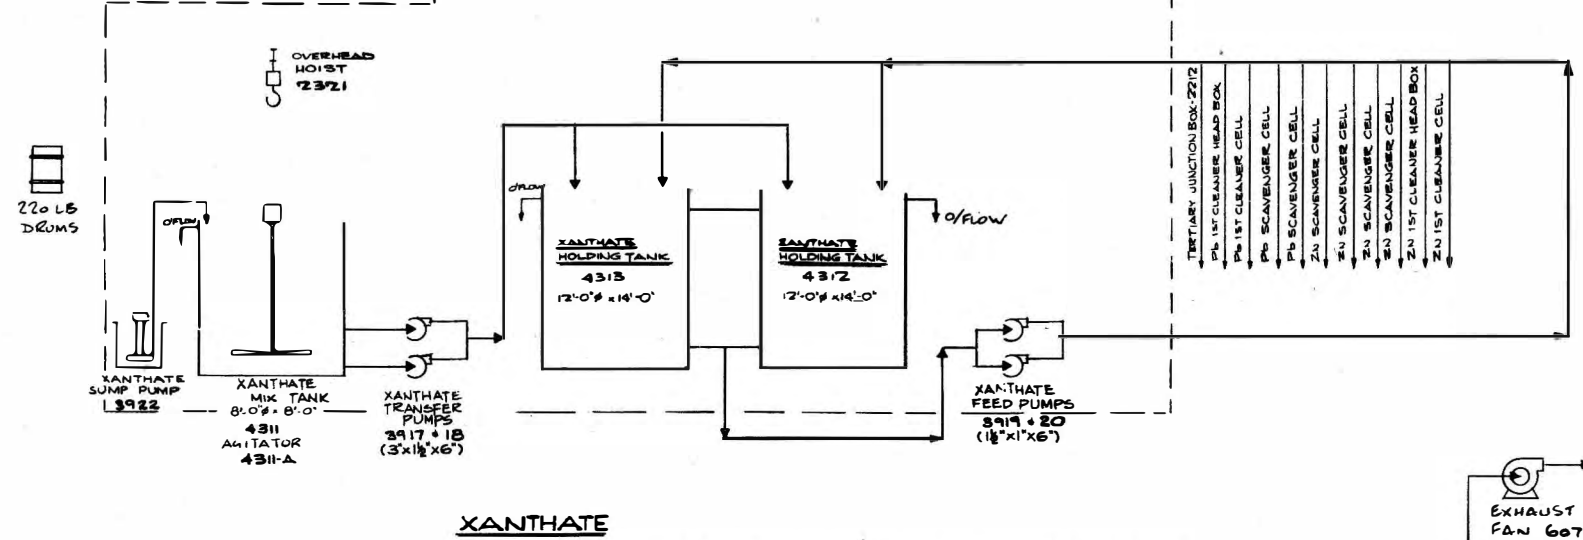 OVERHEAD
HOIST
2321
220 LB
DRUMS
O'FLOW
XANTHATE
SUMP PUMP
3922
XANTHATE
MIX TANK
8'-0"ø x 8'-0"
4311
AGITATOR
4311-A
XANTHATE
TRANSFER
PUMPS
3917 & 18
(3"x1½"x6")
O'FLOW
XANTHATE
HOLDING TANK
4313
12'-0"ø x 14'-0"
XANTHATE
HOLDING TANK
4312
12'-0"ø x 14'-0"
O/FLOW
XANTHATE
FEED PUMPS
3919 & 20
(1½"x1"x6")
TERTIARY JUNCTION BOX-2212
Pb 1ST CLEANER HEAD BOX
Pb 1ST CLEANER CELL
Pb SCAVENGER CELL
Pb SCAVENGER CELL
ZN SCAVENGER CELL
ZN SCAVENGER CELL
ZN SCAVENGER CELL
ZN SCAVENGER CELL
ZN 1ST CLEANER HEAD BOX
ZN 1ST CLEANER CELL
EXHAUST
FAN 607
XANTHATE